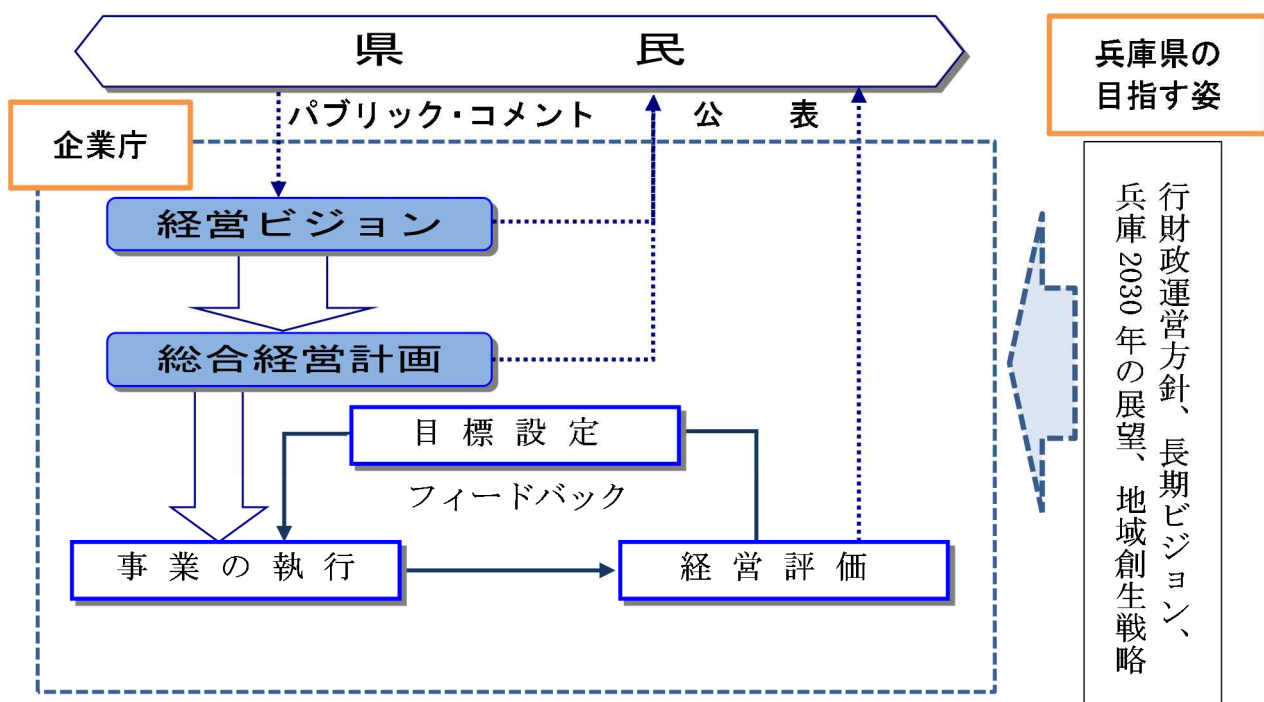 県　民
兵庫県の
目指す姿
パブリック・コメント
公　表
企業庁
経営ビジョン
総合経営計画
目標設定
フィードバック
事業の執行
経営評価
行財政運営方針、長期ビジョン、
兵庫2030年の展望、地域創生戦略